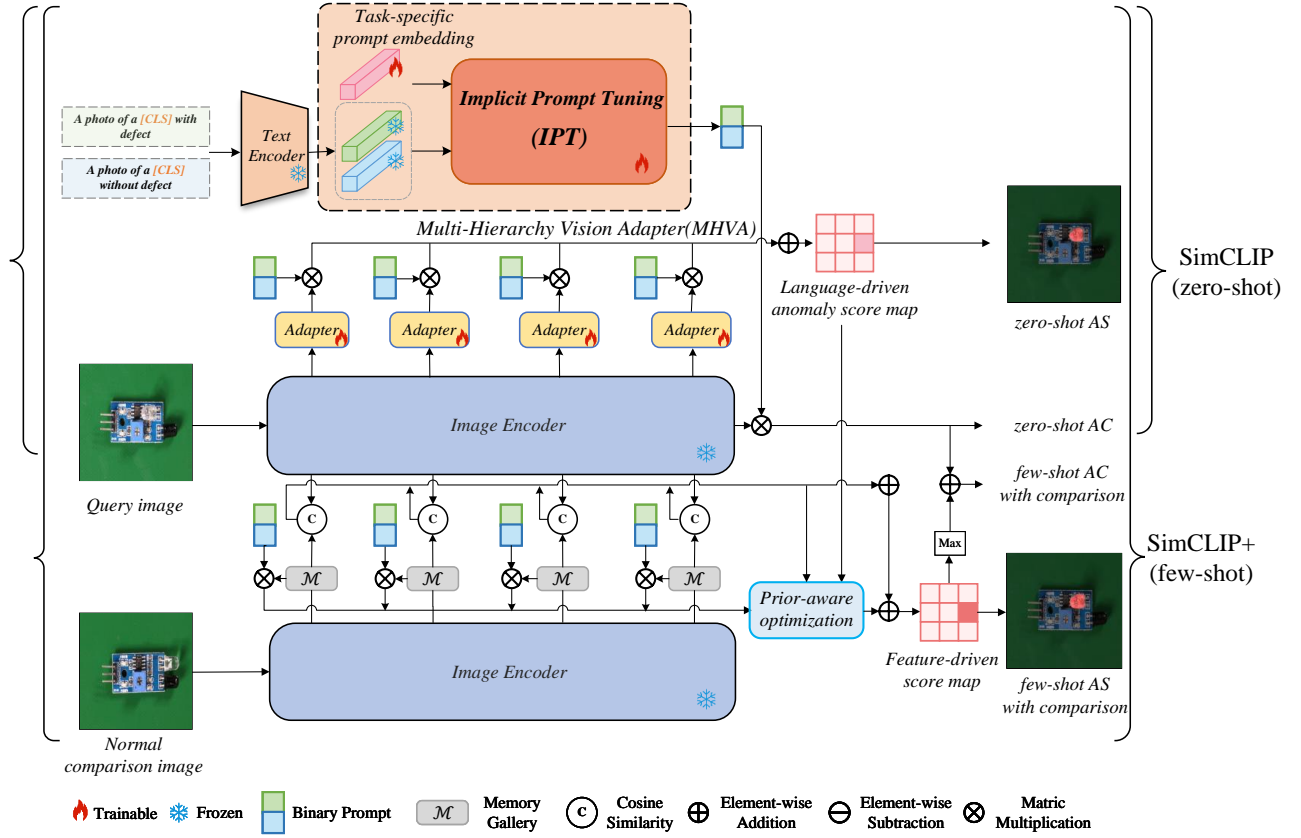 Task-specific
prompt embedding
Implicit Prompt Tuning
(IPT)
A photo of a [CLS] with
defect
A photo of a [CLS]
without defect
Text
Encoder
Multi-Hierarchy Vision Adapter(MHVA)
Language-driven
anomaly score map
zero-shot AS
SimCLIP
(zero-shot)
Adapter
Adapter
Adapter
Adapter
Image Encoder
Query image
zero-shot AC
few-shot AC
with comparison
C
C
C
C
Max
ℳ
ℳ
ℳ
ℳ
SimCLIP+
(few-shot)
Prior-aware
optimization
Feature-driven
score map
few-shot AS
with comparison
Image Encoder
Normal
comparison image
Trainable
Frozen
Binary Prompt
ℳ
Memory
Gallery
C
Cosine
Similarity
Element-wise
Addition
Element-wise
Subtraction
Matric
Multiplication